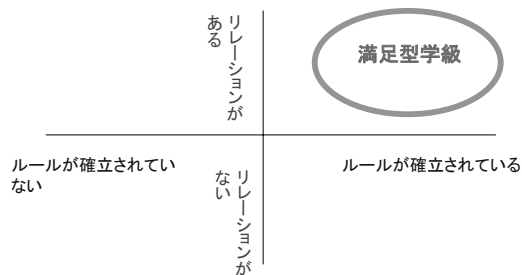 リレーションが
ある
満足型学級
ルールが確立されてい
ない
ルールが確立されている
リレーションが
ない